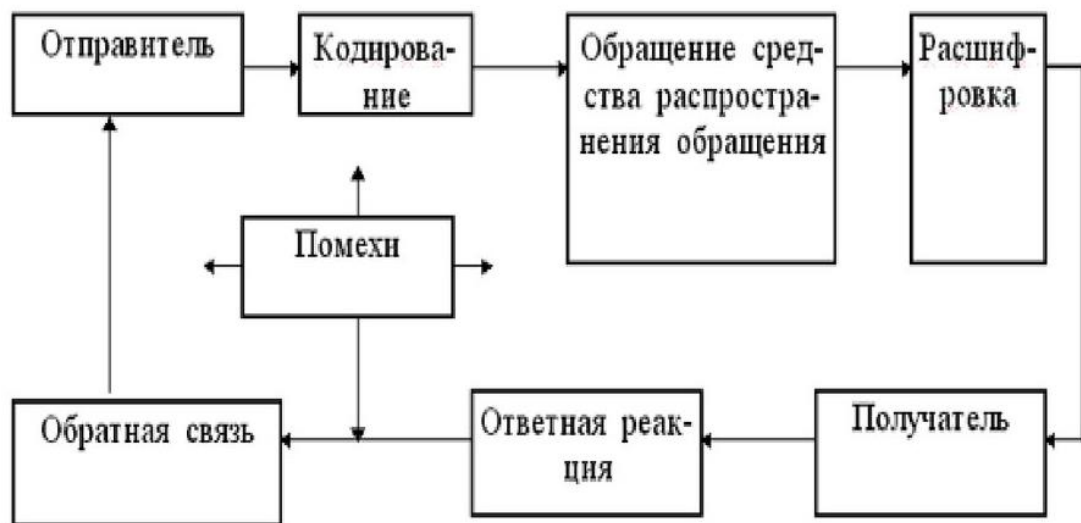 Отправитель
Кодирова-
ние
Обращение сред-
ства распростра-
нения обращения
Расшиф-
ровка
Помехи
Обратная связь
Ответная реак-
ция
Получатель